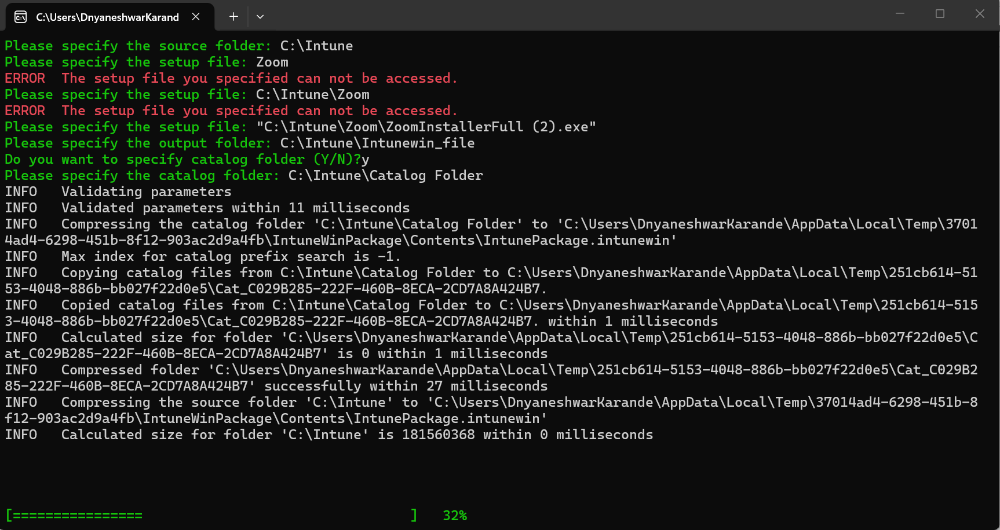 C:\Users\DnyaneshwarKarand
Please specify the source folder: C:\Intune
Please specify the setup file: Zoom
ERROR  The setup file you specified can not be accessed.
Please specify the setup file: C:\Intune\Zoom
ERROR  The setup file you specified can not be accessed.
Please specify the setup file: "C:\Intune\Zoom\ZoomInstallerFull (2).exe"
Please specify the output folder: C:\Intune\Intunewin_file
Do you want to specify catalog folder (Y/N)?y
Please specify the catalog folder: C:\Intune\Catalog Folder
INFO   Validating parameters
INFO   Validated parameters within 11 milliseconds
INFO   Compressing the catalog folder 'C:\Intune\Catalog Folder' to 'C:\Users\DnyaneshwarKarande\AppData\Local\Temp\3701
4ad4-6298-451b-8f12-903ac2d9a4fb\IntuneWinPackage\Contents\IntunePackage.intunewin'
INFO   Max index for catalog prefix search is -1.
INFO   Copying catalog files from C:\Intune\Catalog Folder to C:\Users\DnyaneshwarKarande\AppData\Local\Temp\251cb614-51
53-4048-886b-bb027f22d0e5\Cat_C029B285-222F-460B-8ECA-2CD7A8A424B7.
INFO   Copied catalog files from C:\Intune\Catalog Folder to C:\Users\DnyaneshwarKarande\AppData\Local\Temp\251cb614-515
3-4048-886b-bb027f22d0e5\Cat_C029B285-222F-460B-8ECA-2CD7A8A424B7. within 1 milliseconds
INFO   Calculated size for folder 'C:\Users\DnyaneshwarKarande\AppData\Local\Temp\251cb614-5153-4048-886b-bb027f22d0e5\C
at_C029B285-222F-460B-8ECA-2CD7A8A424B7' is 0 within 1 milliseconds
INFO   Compressed folder 'C:\Users\DnyaneshwarKarande\AppData\Local\Temp\251cb614-5153-4048-886b-bb027f22d0e5\Cat_C029B2
85-222F-460B-8ECA-2CD7A8A424B7' successfully within 27 milliseconds
INFO   Compressing the source folder 'C:\Intune' to 'C:\Users\DnyaneshwarKarande\AppData\Local\Temp\37014ad4-6298-451b-8
f12-903ac2d9a4fb\IntuneWinPackage\Contents\IntunePackage.intunewin'
INFO   Calculated size for folder 'C:\Intune' is 181560368 within 0 milliseconds
[================                                 ]   32%